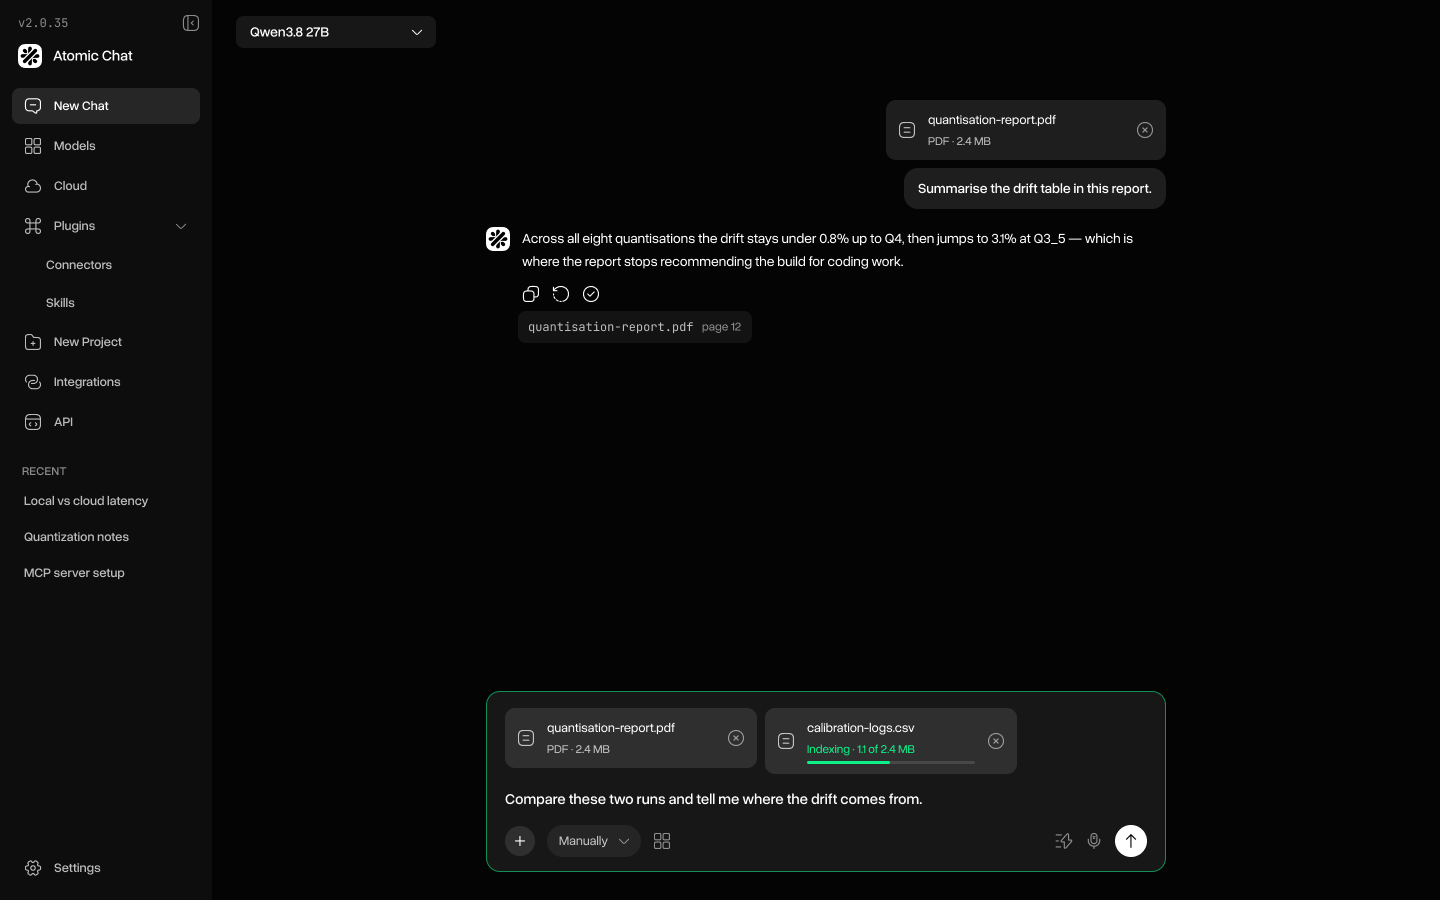 v2.0.35
Atomic Chat
New Chat
Models
Cloud
Plugins
Connectors
Skills
New Project
Integrations
API
RECENT
Local vs cloud latency
Quantization notes
MCP server setup
Settings
Qwen3.8 27B
quantisation-report.pdf
PDF · 2.4 MB
Summarise the drift table in this report.
Across all eight quantisations the drift stays under 0.8% up to Q4, then jumps to 3.1% at Q3_5 — which is
where the report stops recommending the build for coding work.
quantisation-report.pdf page 12
quantisation-report.pdf
PDF · 2.4 MB
calibration-logs.csv
Indexing · 1.1 of 2.4 MB
Compare these two runs and tell me where the drift comes from.
Manually